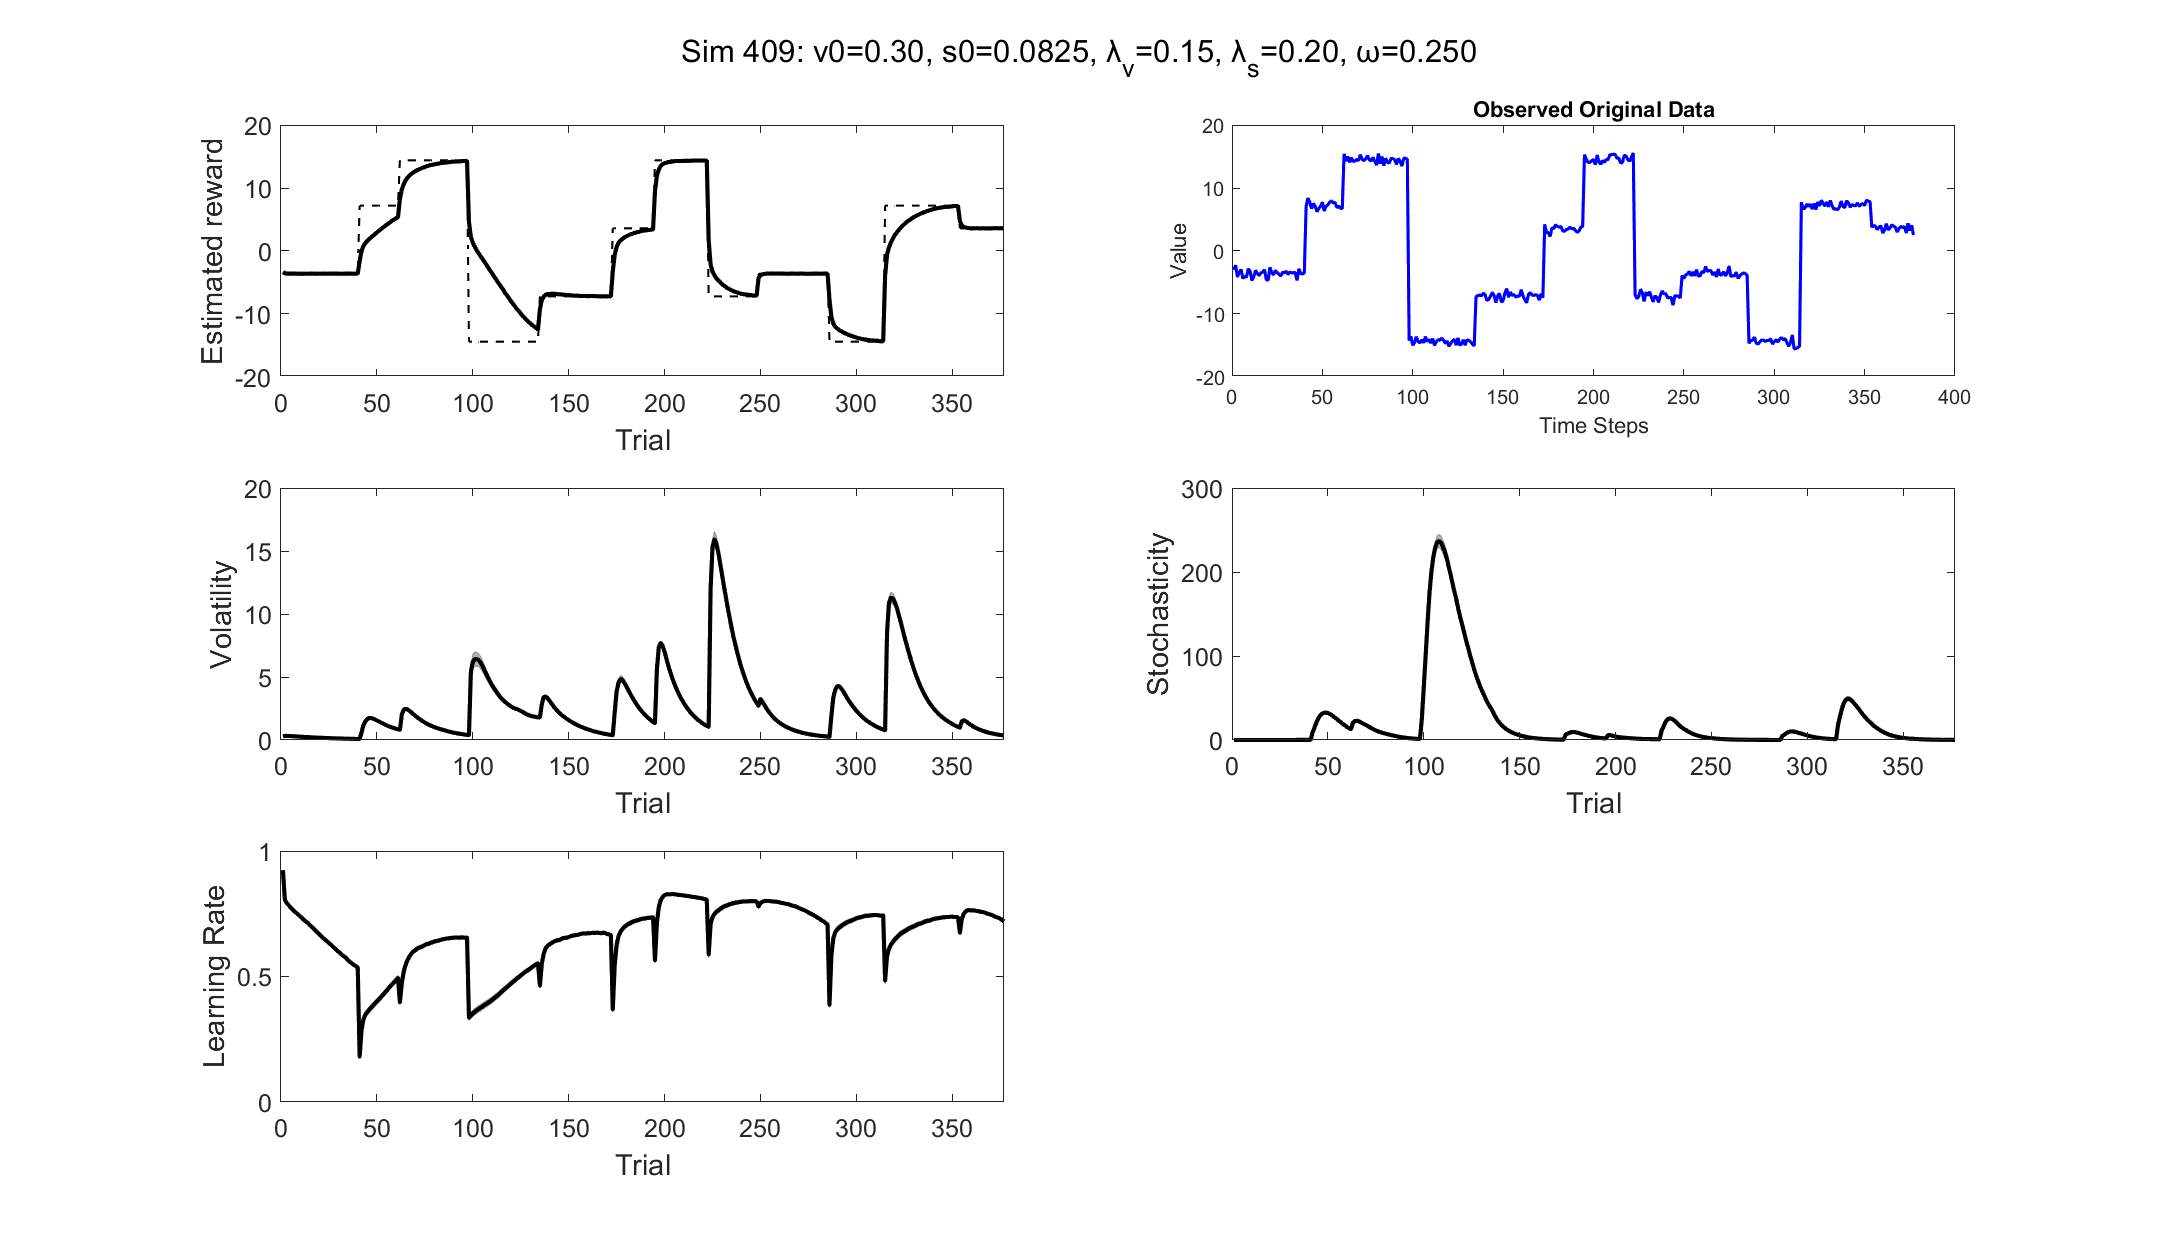 Sim 409: v0=0.30, s0=0.0825, λv=0.15, λs=0.20, ω=0.250
Estimated reward
20
10
0
-10
-20
0 50 100 150 200 250 300 350
Trial
Observed Original Data
Value
20
10
0
-10
-20
0 50 100 150 200 250 300 350 400
Time Steps
Volatility
20
15
10
5
0
0 50 100 150 200 250 300 350
Trial
Stochasticity
300
200
100
0
0 50 100 150 200 250 300 350
Trial
Learning Rate
1
0.5
0
0 50 100 150 200 250 300 350
Trial